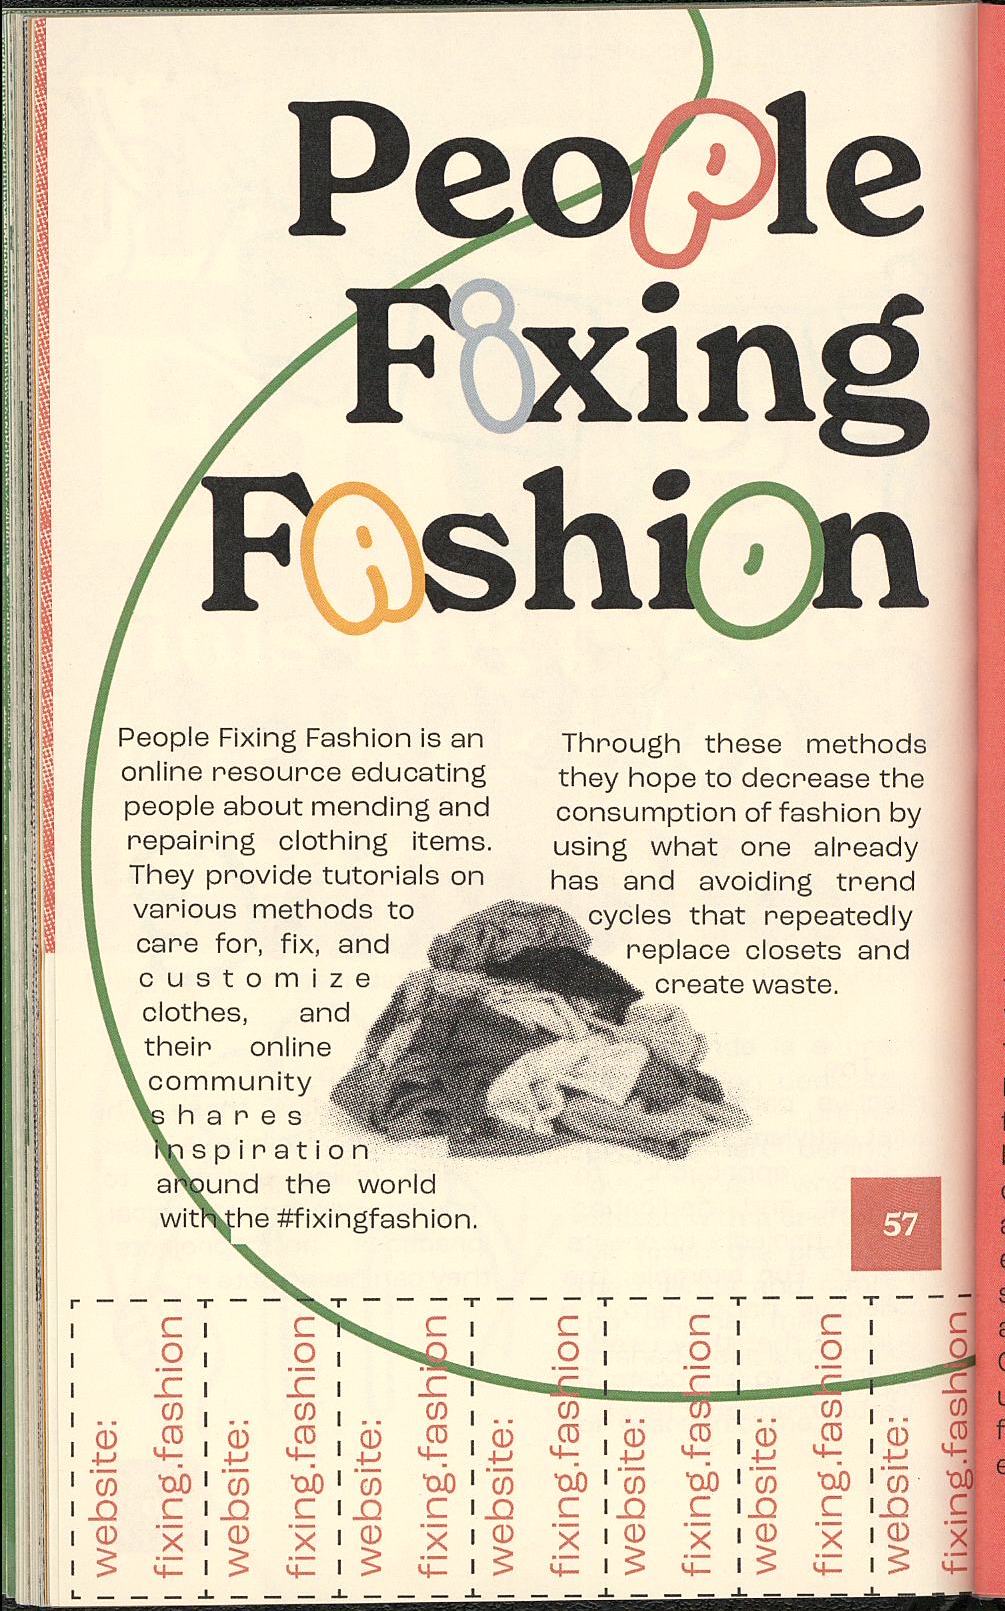 People
Fixing
Fashion
People Fixing Fashion is an
online resource educating
people about mending and
repairing clothing items.
They provide tutorials on
various methods to
care for, fix, and
customize
clothes, and
their online
community
shares
inspiration
around the world
with the #fixingfashion.
Through these methods
they hope to decrease the
consumption of fashion by
using what one already
has and avoiding trend
cycles that repeatedly
replace closets and
create waste.
57
website:
fixing.fashion
website:
fixing.fashion
website:
fixing.fashion
website:
fixing.fashion
website:
fixing.fashion
website:
fixing.fashion
website:
fixing.fashion